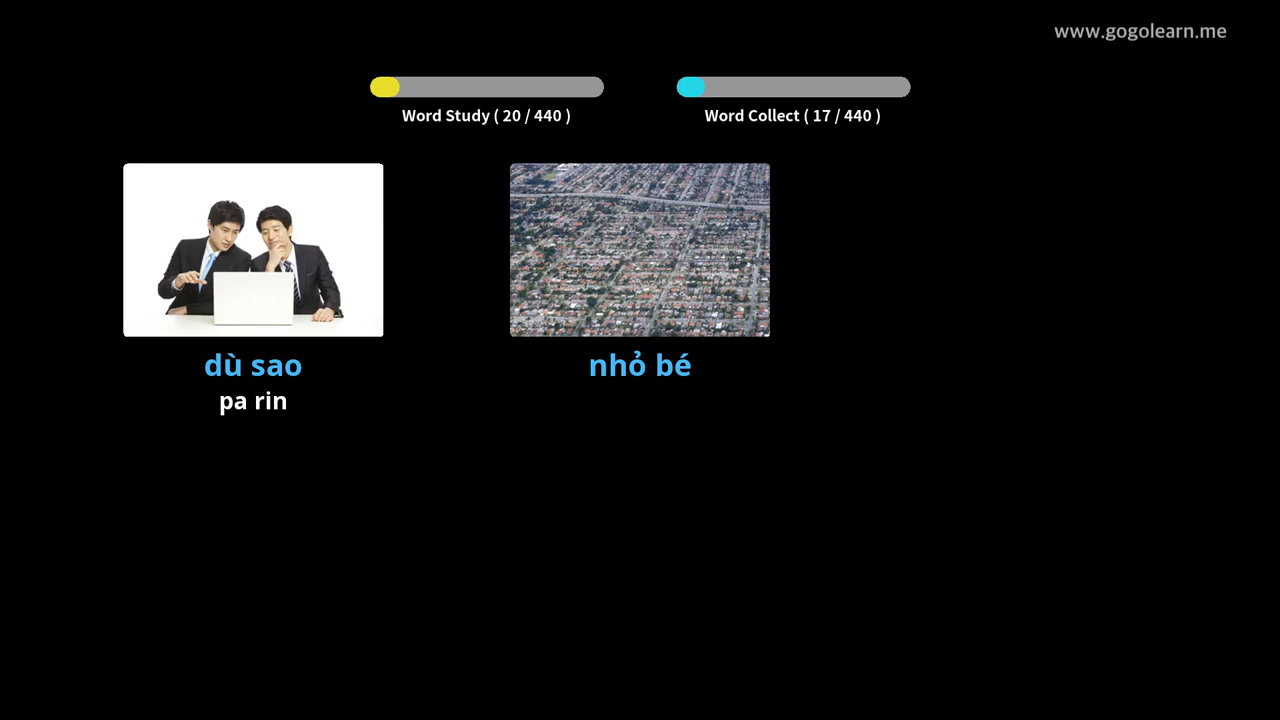 www.gogolearn.me
Word Study ( 20 / 440 )
Word Collect ( 17 / 440 )
dù sao
nhỏ bé
pa rin